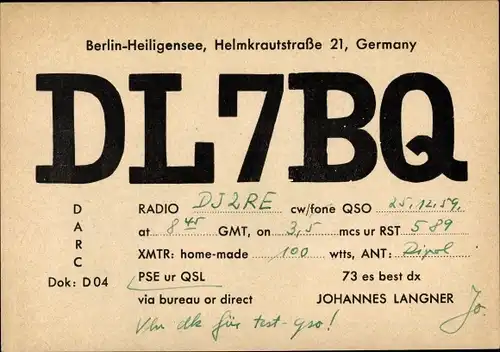 Berlin-Heiligensee, Helmkrautstraße 21, Germany
DL7BQ
DARC
Dok: D04
RADIO DJ2RE cw/fone QSO 25.12.59.
at 8 45 GMT, on 3,5 mcs ur RST 589
XMTR: home-made 100 wtts, ANT: Dipol
PSE ur QSL 73 es best dx
via bureau or direct JOHANNES LANGNER
Vln dk für test-qso! Jo.